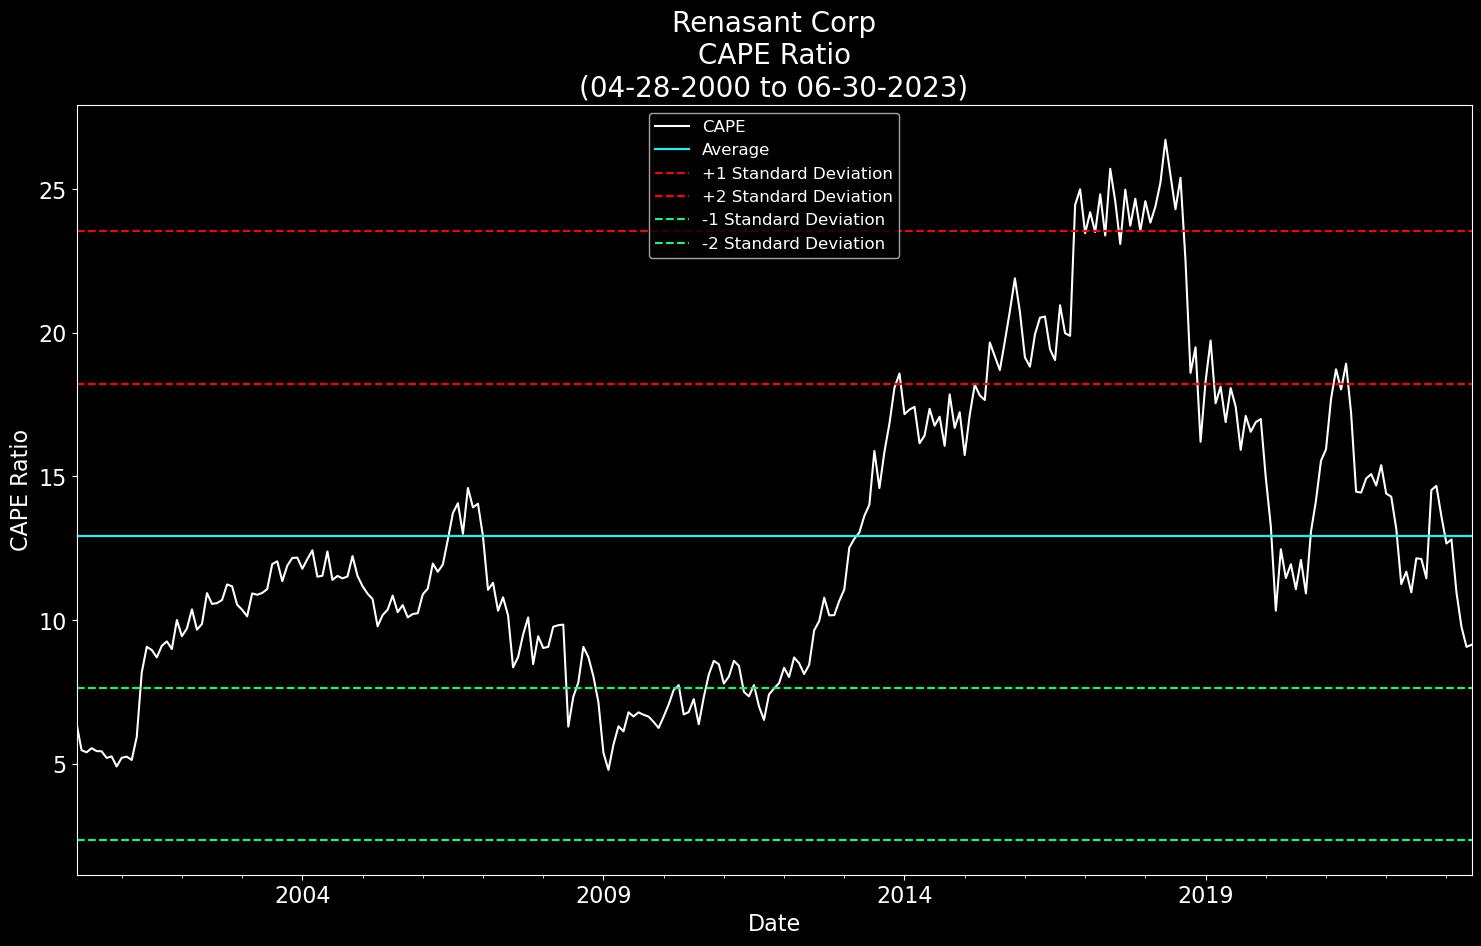 Renasant Corp
CAPE Ratio
(04-28-2000 to 06-30-2023)
CAPE
Average
+1 Standard Deviation
+2 Standard Deviation
-1 Standard Deviation
-2 Standard Deviation
CAPE Ratio
25
20
15
10
5
2004 2009 2014 2019
Date